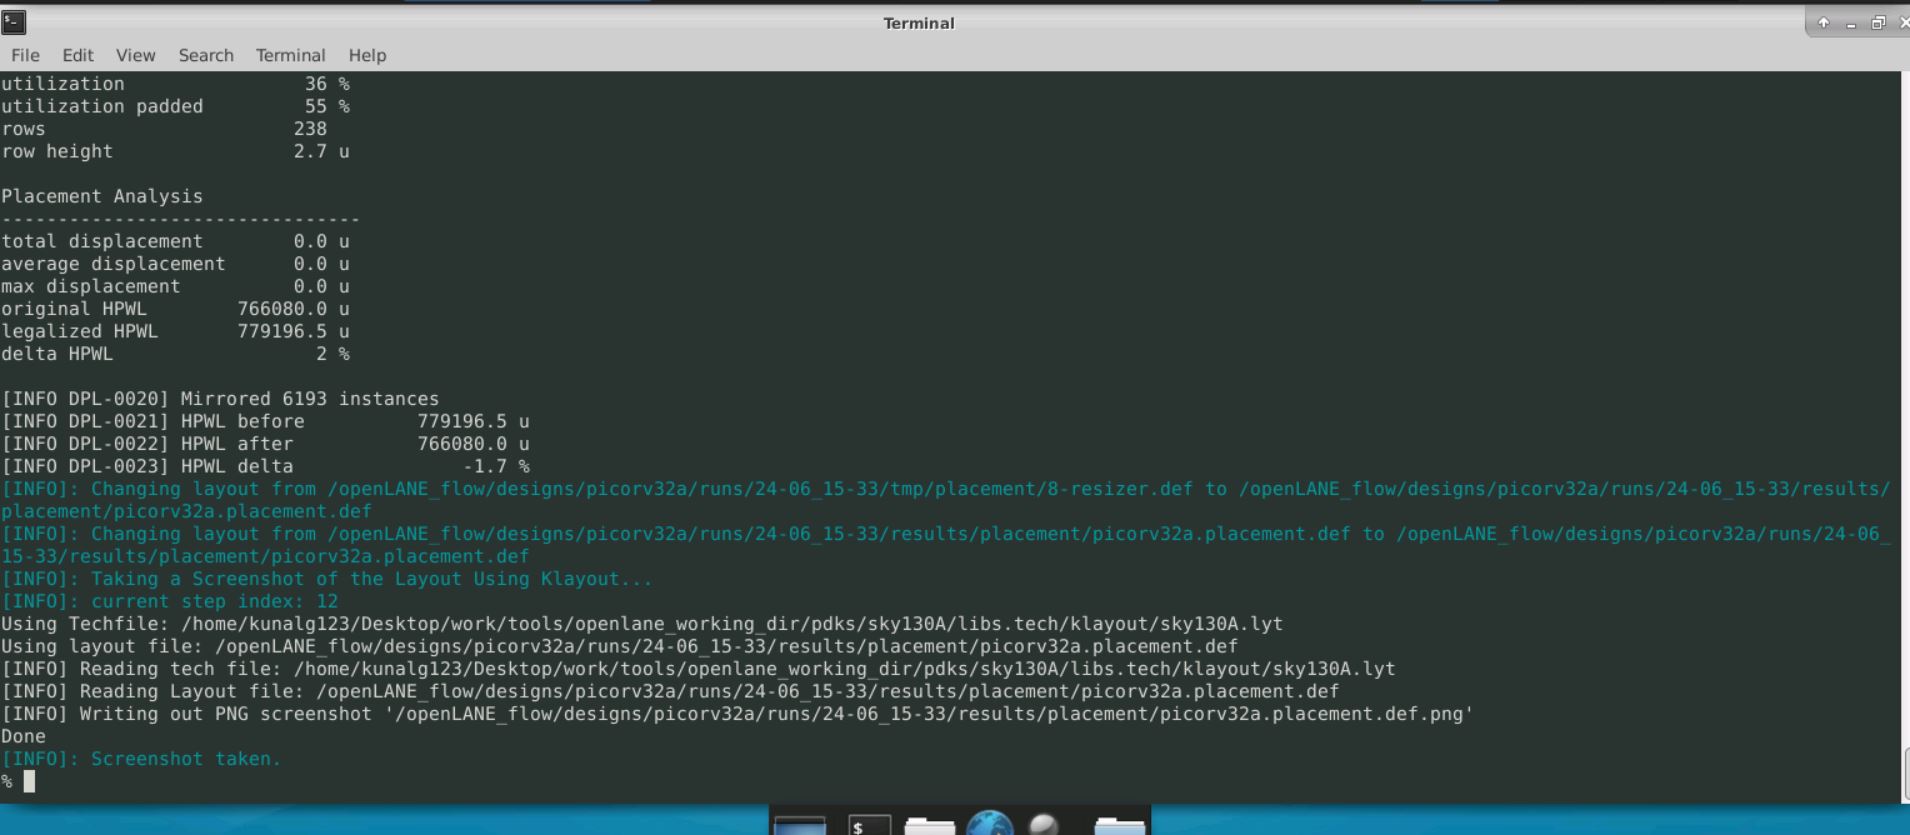 Terminal
File Edit View Search Terminal Help
utilization 36 %
utilization padded 55 %
rows 238
row height 2.7 u
Placement Analysis
--------------------------------
total displacement 0.0 u
average displacement 0.0 u
max displacement 0.0 u
original HPWL 766080.0 u
legalized HPWL 779196.5 u
delta HPWL 2 %
[INFO DPL-0020] Mirrored 6193 instances
[INFO DPL-0021] HPWL before 779196.5 u
[INFO DPL-0022] HPWL after 766080.0 u
[INFO DPL-0023] HPWL delta -1.7 %
[INFO]: Changing layout from /openLANE_flow/designs/picorv32a/runs/24-06_15-33/tmp/placement/8-resizer.def to /openLANE_flow/designs/picorv32a/runs/24-06_15-33/results/
placement/picorv32a.placement.def
[INFO]: Changing layout from /openLANE_flow/designs/picorv32a/runs/24-06_15-33/results/placement/picorv32a.placement.def to /openLANE_flow/designs/picorv32a/runs/24-06_
15-33/results/placement/picorv32a.placement.def
[INFO]: Taking a Screenshot of the Layout Using Klayout...
[INFO]: current step index: 12
Using Techfile: /home/kunalg123/Desktop/work/tools/openlane_working_dir/pdks/sky130A/libs.tech/klayout/sky130A.lyt
Using layout file: /openLANE_flow/designs/picorv32a/runs/24-06_15-33/results/placement/picorv32a.placement.def
[INFO] Reading tech file: /home/kunalg123/Desktop/work/tools/openlane_working_dir/pdks/sky130A/libs.tech/klayout/sky130A.lyt
[INFO] Reading Layout file: /openLANE_flow/designs/picorv32a/runs/24-06_15-33/results/placement/picorv32a.placement.def
[INFO] Writing out PNG screenshot '/openLANE_flow/designs/picorv32a/runs/24-06_15-33/results/placement/picorv32a.placement.def.png'
Done
[INFO]: Screenshot taken.
%
$